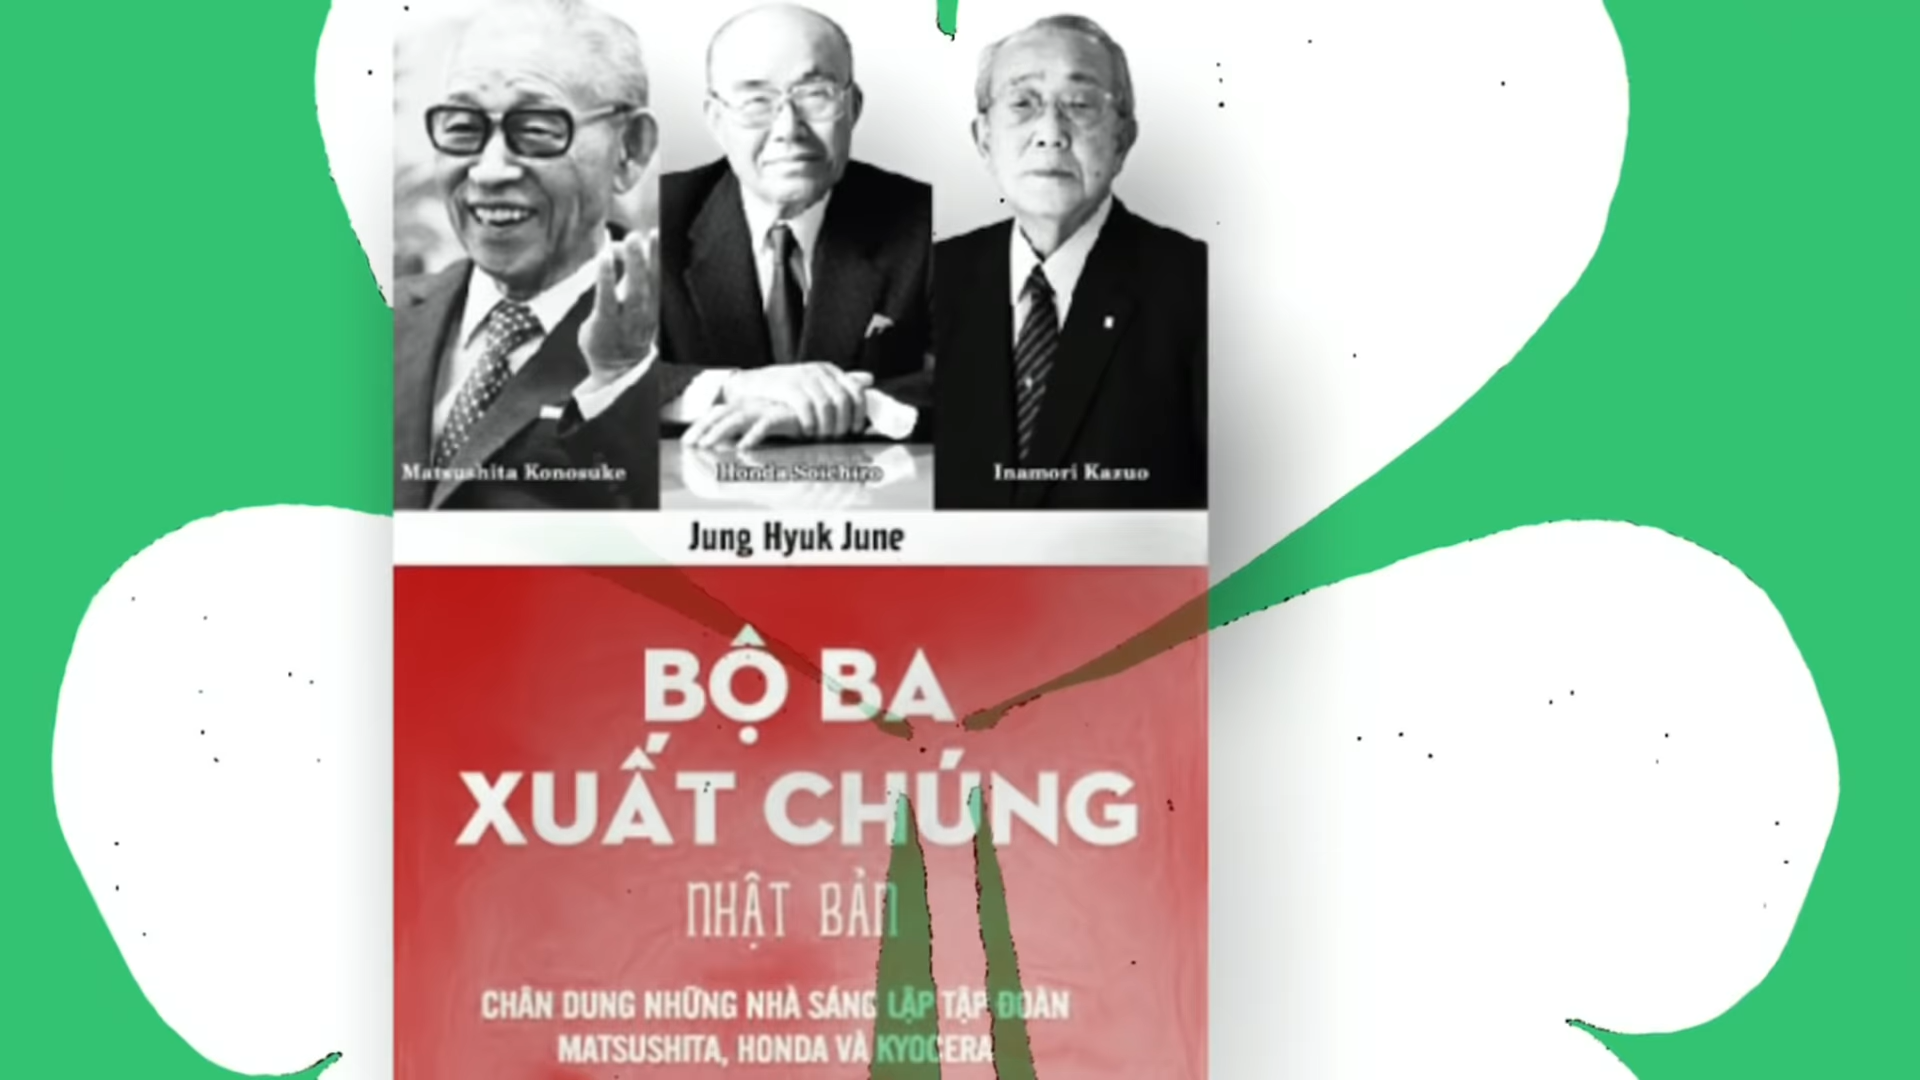 Matsushita Konosuke Honda Soichiro Inamori Kazuo
Jung Hyuk June
BỘ BA
XUẤT CHÚNG
NHẬT BẢN
CHÂN DUNG NHỮNG NHÀ SÁNG LẬP TẬP ĐOÀN
MATSUSHITA, HONDA VÀ KYOCERA